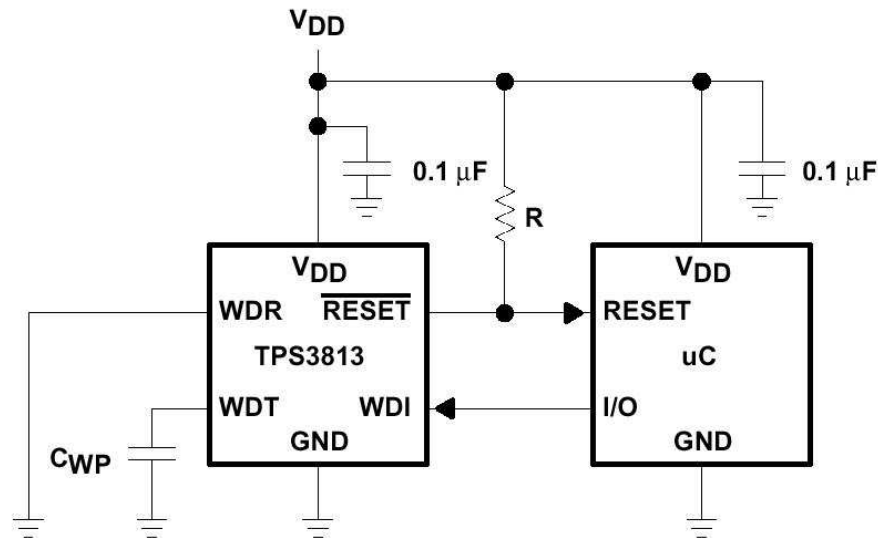 VDD
0.1 μF
0.1 μF
R
VDD
VDD
WDR
RESET
RESET
TPS3813
uC
WDT
WDI
I/O
GND
GND
CWP